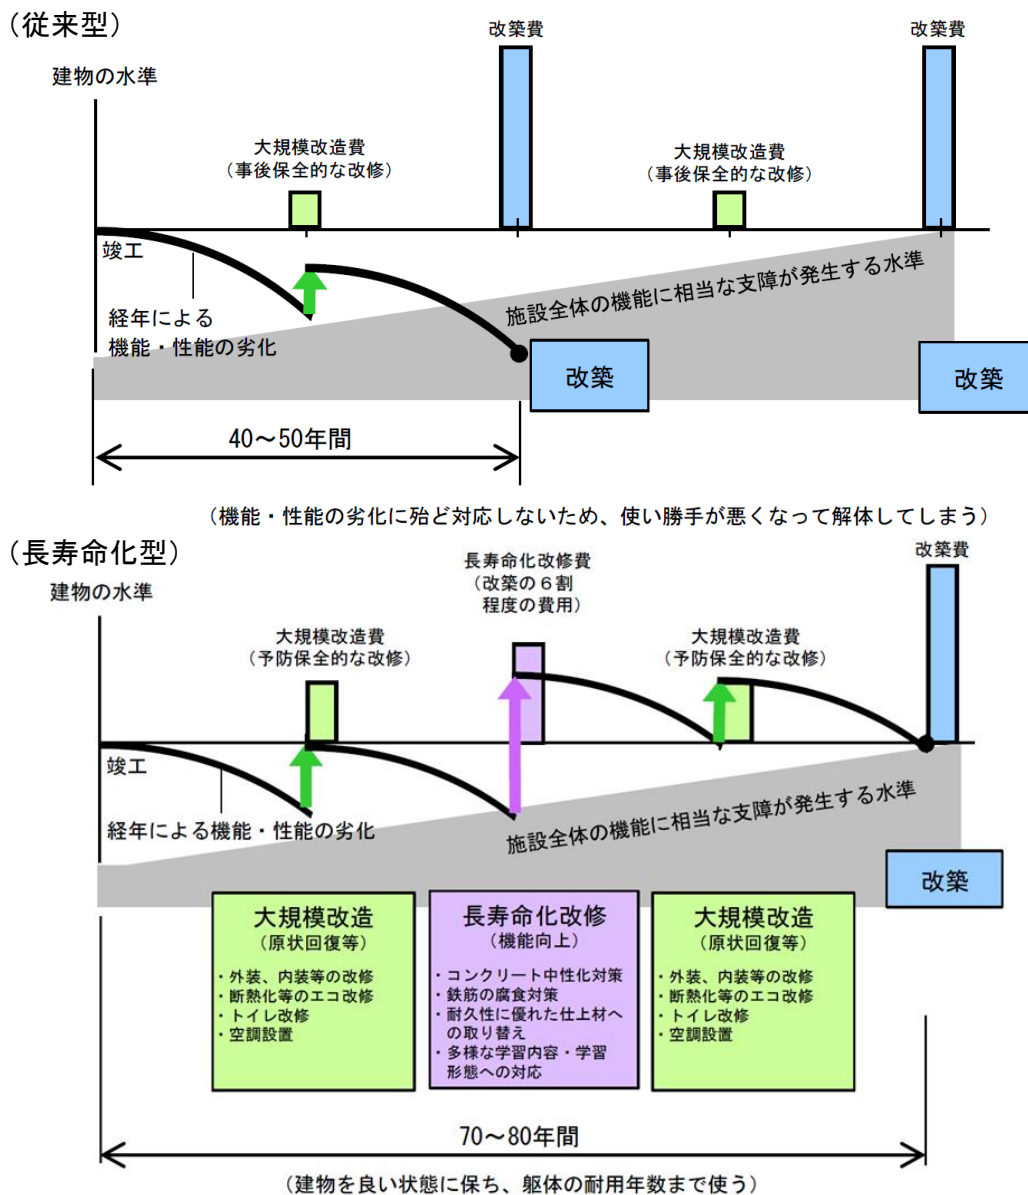 （従来型）
改築費
改築費
建物の水準
大規模改造費
（事後保全的な改修）
大規模改造費
（事後保全的な改修）
竣工
施設全体の機能に相当な支障が発生する水準
経年による
機能・性能の劣化
改築
改築
40～50年間
（機能・性能の劣化に殆ど対応しないため、使い勝手が悪くなって解体してしまう）
（長寿命化型）
改築費
長寿命化改修費
（改築の６割
程度の費用）
建物の水準
大規模改造費
（予防保全的な改修）
大規模改造費
（予防保全的な改修）
竣工
経年による機能・性能の劣化
施設全体の機能に相当な支障が発生する水準
改築
大規模改造
（原状回復等）
・外装、内装等の改修
・断熱化等のエコ改修
・トイレ改修
・空調設置
長寿命化改修
（機能向上）
・コンクリート中性化対策
・鉄筋の腐食対策
・耐久性に優れた仕上材へ
の取り替え
・多様な学習内容・学習
形態への対応
大規模改造
（原状回復等）
・外装、内装等の改修
・断熱化等のエコ改修
・トイレ改修
・空調設置
70～80年間
（建物を良い状態に保ち、躯体の耐用年数まで使う）